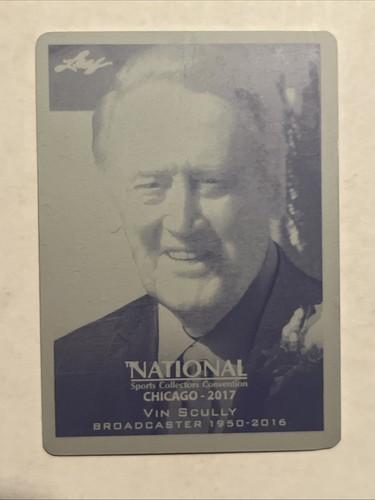 Leaf
THE NATIONAL
Sports Collectors Convention
CHICAGO - 2017
VIN SCULLY
BROADCASTER 1950-2016